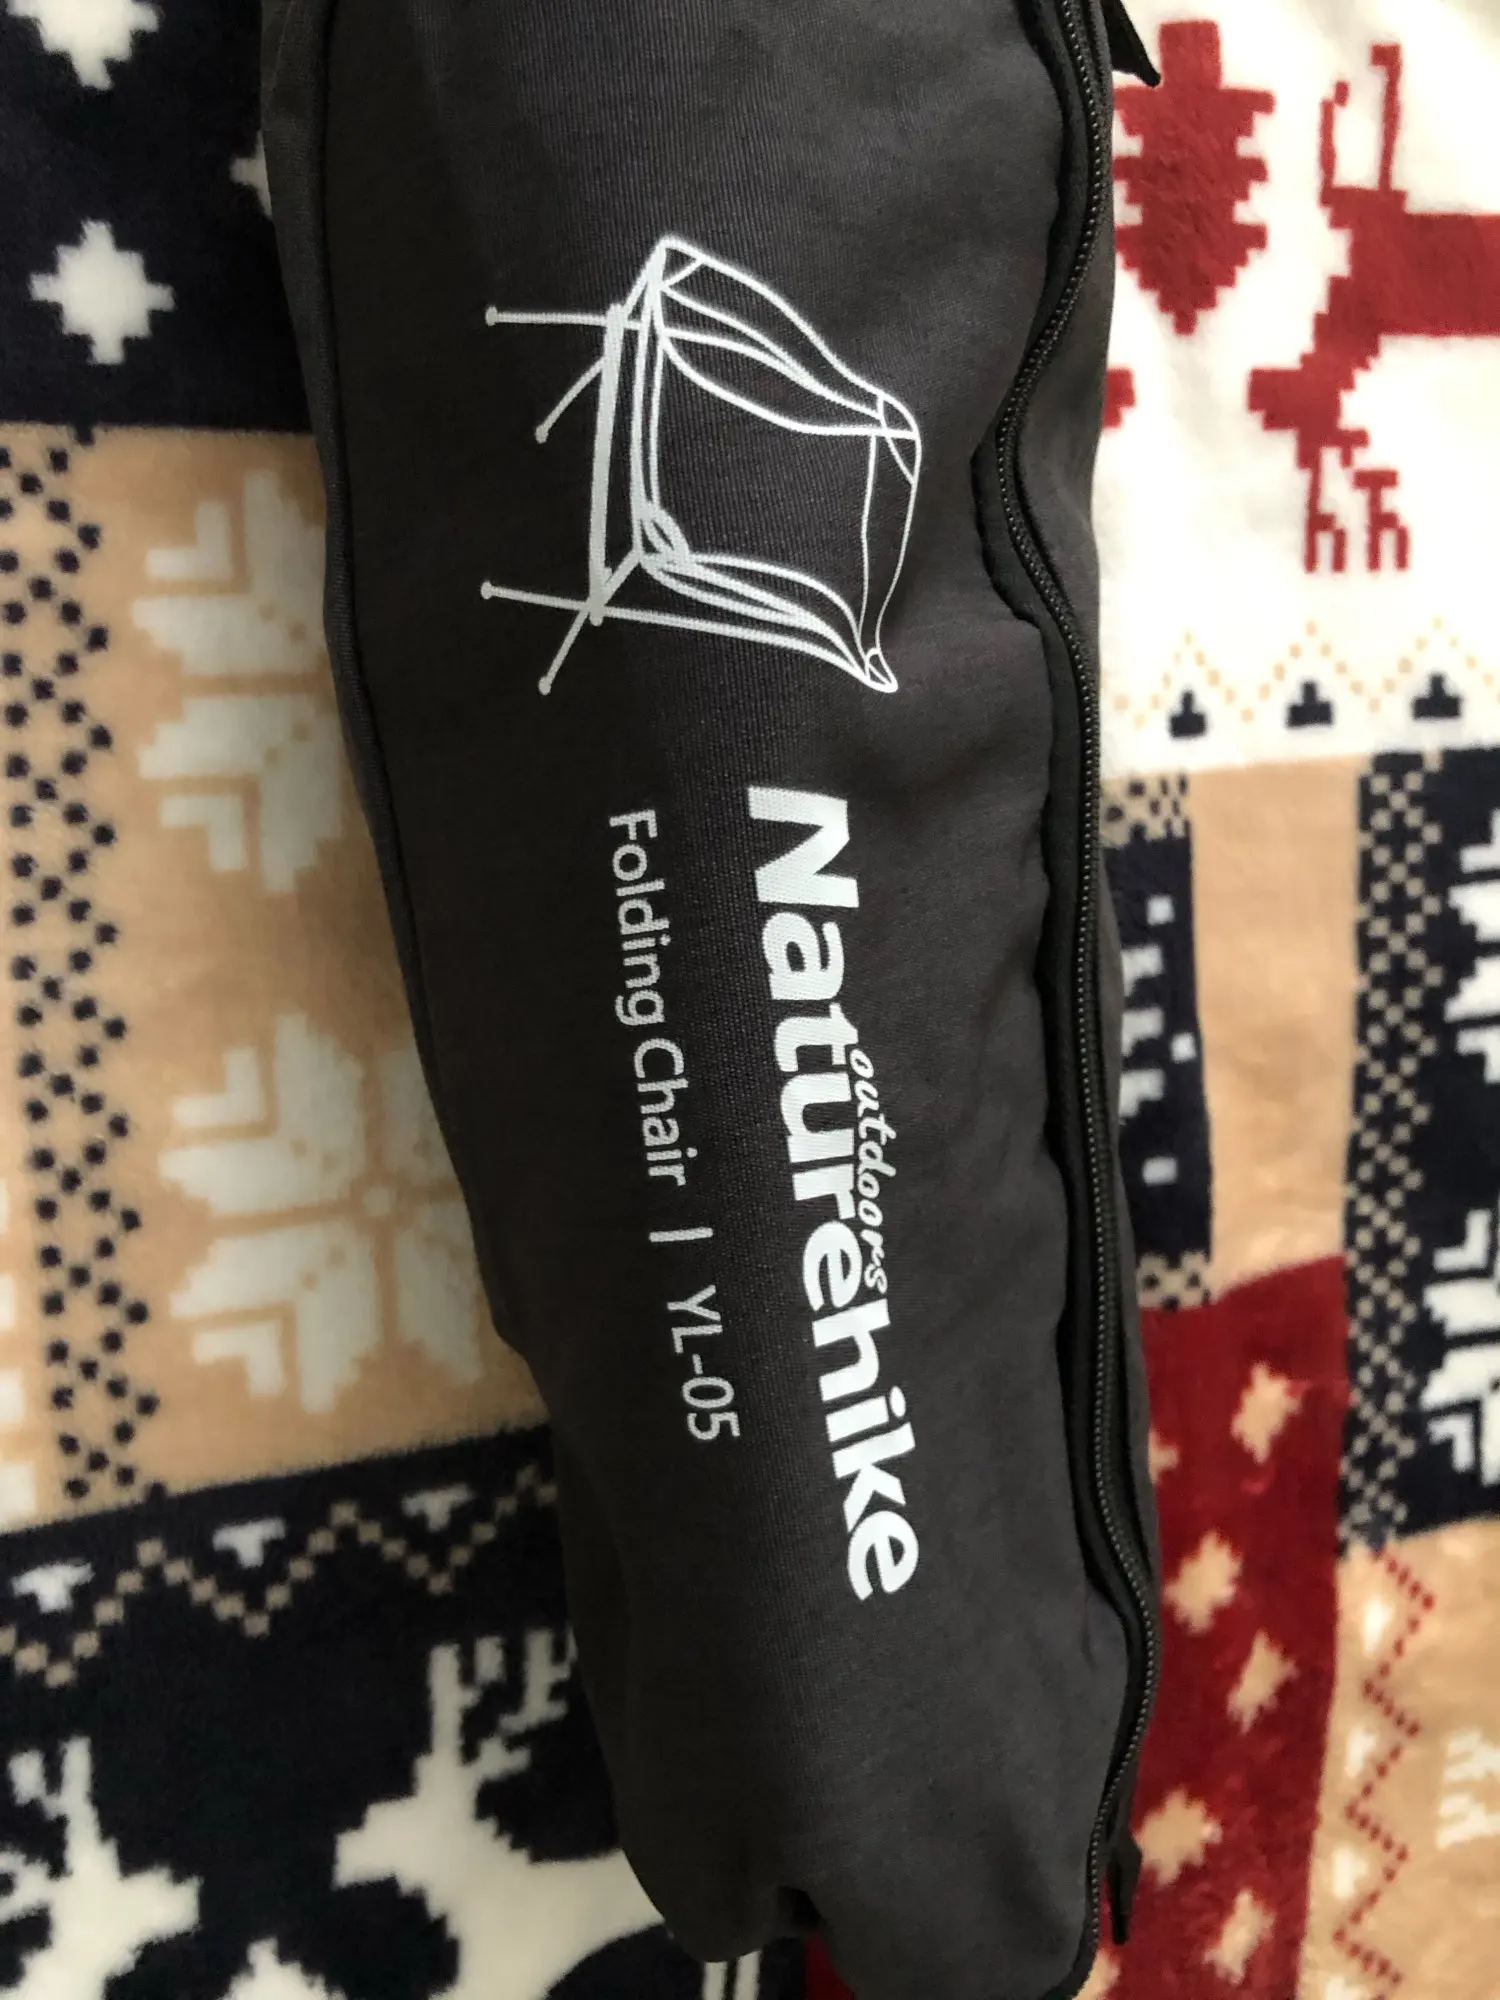 Naturehike
outdoors
Folding Chair | YL-05